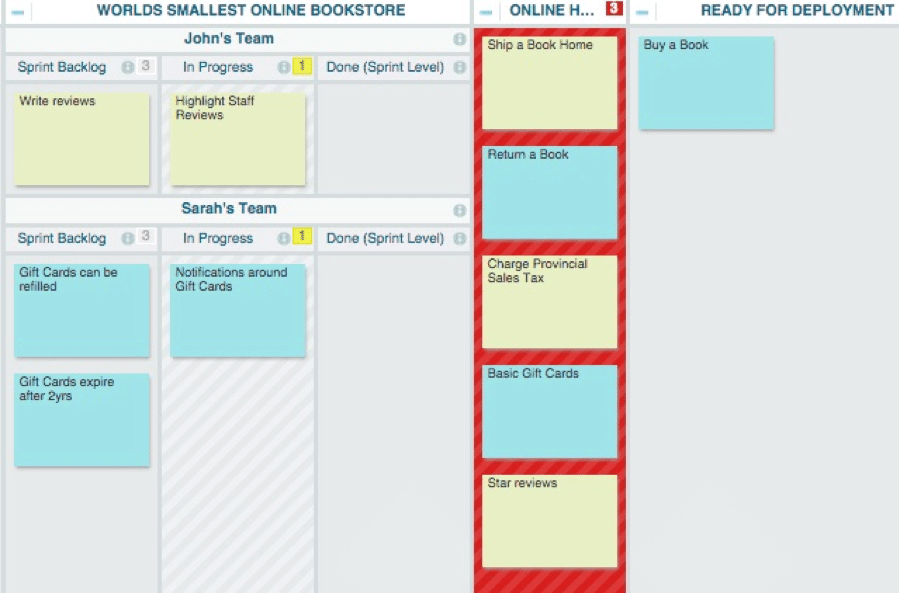 WORLDS SMALLEST ONLINE BOOKSTORE
John's Team
Sprint Backlog 3
In Progress 1
Done (Sprint Level)
Write reviews
Highlight Staff
Reviews
Sarah's Team
Sprint Backlog 3
In Progress 1
Done (Sprint Level)
Gift Cards can be
refilled
Notifications around
Gift Cards
Gift Cards expire
after 2yrs
ONLINE H... 3
Ship a Book Home
Return a Book
Charge Provincial
Sales Tax
Basic Gift Cards
Star reviews
READY FOR DEPLOYMENT
Buy a Book